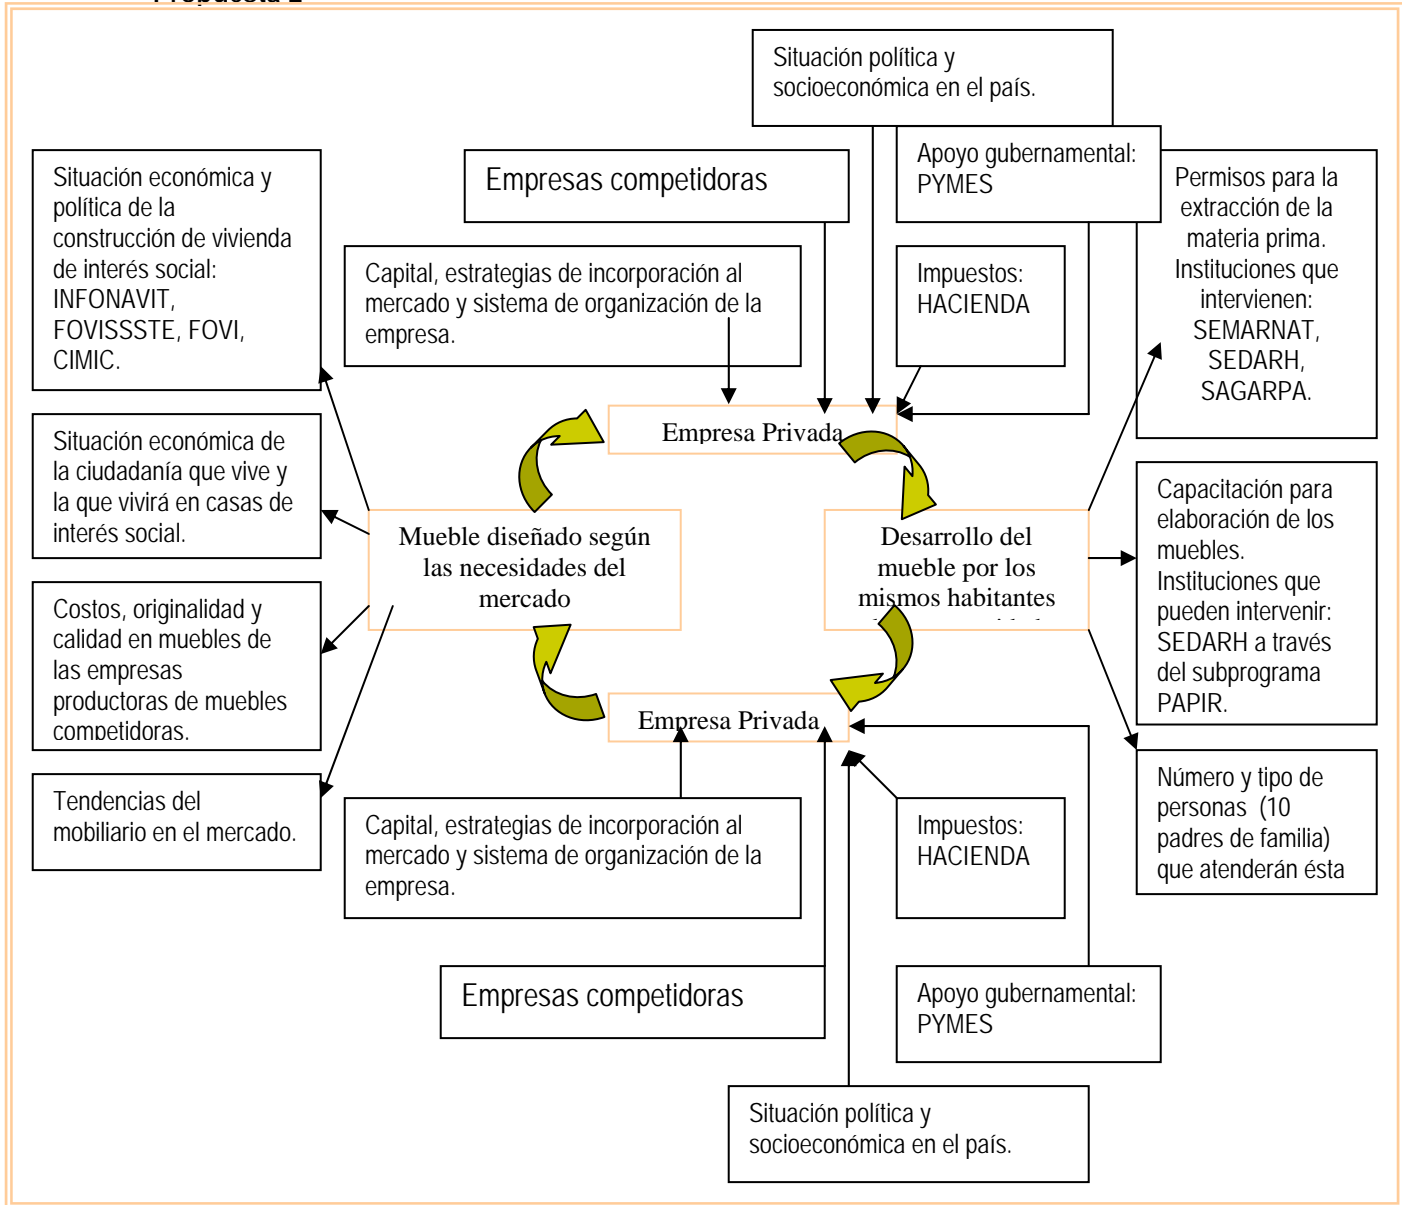 Propuesta 2
Situación política y
socioeconómica en el país.
Apoyo gubernamental:
PYMES
Empresas competidoras
Situación económica y
política de la
construcción de vivienda
de interés social:
INFONAVIT,
FOVISSSTE, FOVI,
CIMIC.
Permisos para la
extracción de la
materia prima.
Instituciones que
intervienen:
SEMARNAT,
SEDARH,
SAGARPA.
Capital, estrategias de incorporación al
mercado y sistema de organización de la
empresa.
Impuestos:
HACIENDA
Empresa Privada
Situación económica de
la ciudadanía que vive y
la que vivirá en casas de
interés social.
Mueble diseñado según
las necesidades del
mercado
Desarrollo del
mueble por los
mismos habitantes
Capacitación para
elaboración de los
muebles.
Instituciones que
pueden intervenir:
SEDARH a través
del subprograma
PAPIR.
Costos, originalidad y
calidad en muebles de
las empresas
productoras de muebles
competidoras.
Empresa Privada
Tendencias del
mobiliario en el mercado.
Capital, estrategias de incorporación al
mercado y sistema de organización de la
empresa.
Impuestos:
HACIENDA
Número y tipo de
personas (10
padres de familia)
que atenderán ésta
Empresas competidoras
Apoyo gubernamental:
PYMES
Situación política y
socioeconómica en el país.